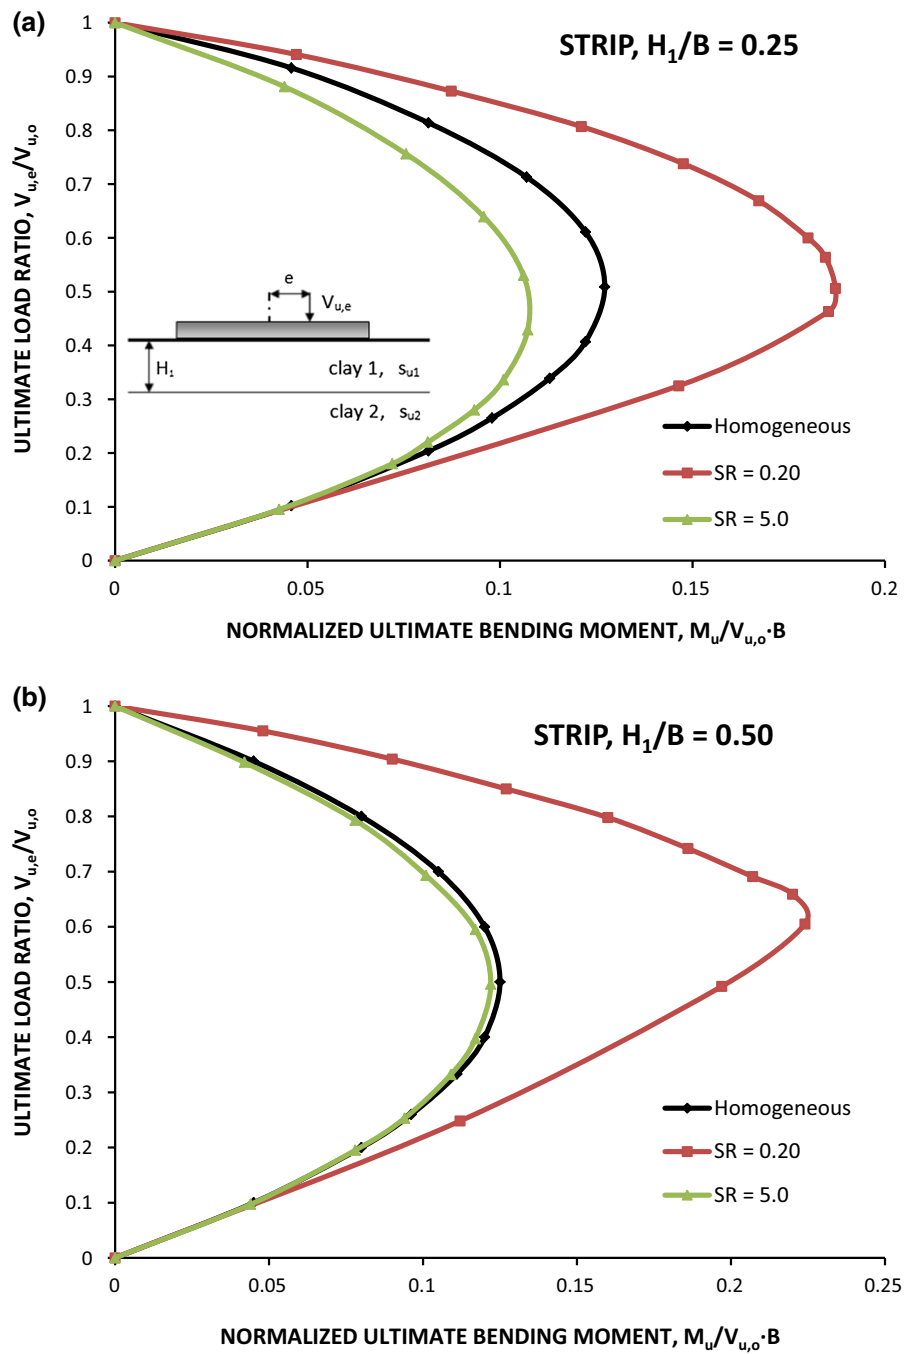 (a)
STRIP, H₁/B = 0.25
ULTIMATE LOAD RATIO, Vᵤ,ₑ/Vᵤ,ₒ
1
0.9
0.8
0.7
0.6
0.5
0.4
0.3
0.2
0.1
0
e
Vᵤ,ₑ
H₁
clay 1, sᵤ₁
clay 2, sᵤ₂
Homogeneous
SR = 0.20
SR = 5.0
0 0.05 0.1 0.15 0.2
NORMALIZED ULTIMATE BENDING MOMENT, Mᵤ/Vᵤ,ₒ·B
(b)
STRIP, H₁/B = 0.50
ULTIMATE LOAD RATIO, Vᵤ,ₑ/Vᵤ,ₒ
1
0.9
0.8
0.7
0.6
0.5
0.4
0.3
0.2
0.1
0
Homogeneous
SR = 0.20
SR = 5.0
0 0.05 0.1 0.15 0.2 0.25
NORMALIZED ULTIMATE BENDING MOMENT, Mᵤ/Vᵤ,ₒ·B